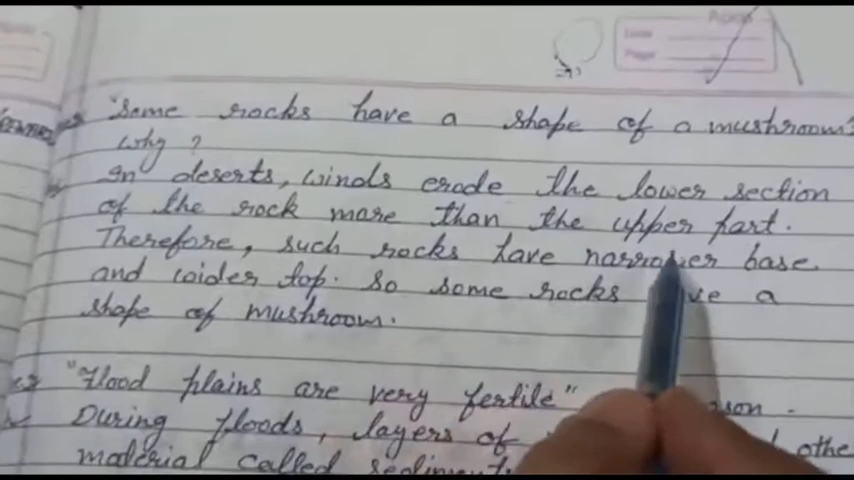 Some rocks have a shape of a mushroom?
why?
In deserts, winds erode the lower section
of the rock more than the upper part.
Therefore, such rocks have narrower base
and wider top. So some rocks a
shape of mushroom.
"Flood plains are very fertile"
During floods, layers of
material called sediment